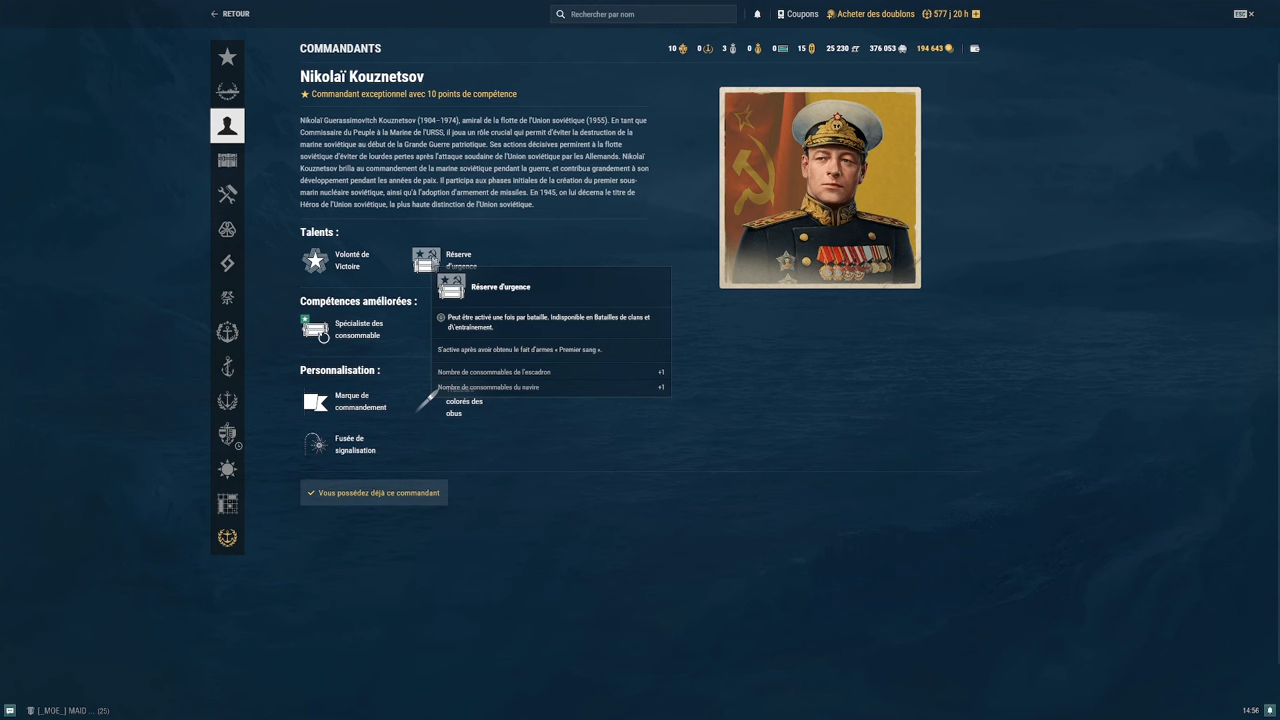 RETOUR
Rechercher par nom
Coupons
Acheter des doublons
577 j 20 h
ESC
COMMANDANTS
10
0
3
0
0
15
25 230
376 053
194 643
Nikolaï Kouznetsov
Commandant exceptionnel avec 10 points de compétence
Nikolaï Guerassimovitch Kouznetsov (1904–1974), amiral de la flotte de l'Union soviétique (1955). En tant que
Commissaire du Peuple à la Marine de l'URSS, il joua un rôle crucial qui permit d'éviter la destruction de la
marine soviétique au début de la Grande Guerre patriotique. Ses actions décisives permirent à la flotte
soviétique d'éviter de lourdes pertes après l'attaque soudaine de l'Union soviétique par les Allemands. Nikolaï
Kouznetsov brilla au commandement de la marine soviétique pendant la guerre, et contribua grandement à son
développement pendant les années de paix. Il participa aux phases initiales de la création du premier sous-
marin nucléaire soviétique, ainsi qu'à l'adoption d'armement de missiles. En 1945, on lui décerna le titre de
Héros de l'Union soviétique, la plus haute distinction de l'Union soviétique.
Talents :
Volonté de
Victoire
Réserve
d'urgence
Réserve d'urgence
Peut être activé une fois par bataille. Indisponible en Batailles de clans et
d\'entraînement.
S'active après avoir obtenu le fait d'armes « Premier sang ».
Nombre de consommables de l'escadron +1
Nombre de consommables du navire +1
Compétences améliorées :
Spécialiste des
consommable
Personnalisation :
Marque de
commandement
colorés des
obus
Fusée de
signalisation
Vous possédez déjà ce commandant
[_MOE_] MAID ... (25)
14:56